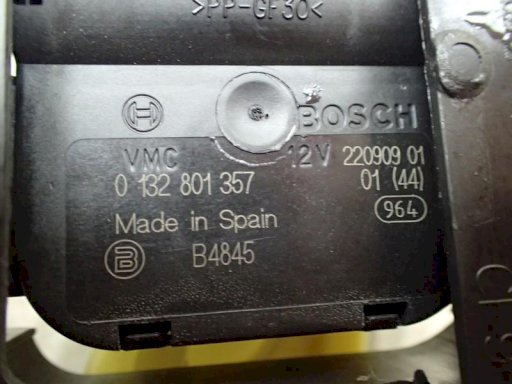 >PP-GF30<
BOSCH
VMC 12V 220909 01
0 132 801 357 01 (44)
Made in Spain 964
B B4845